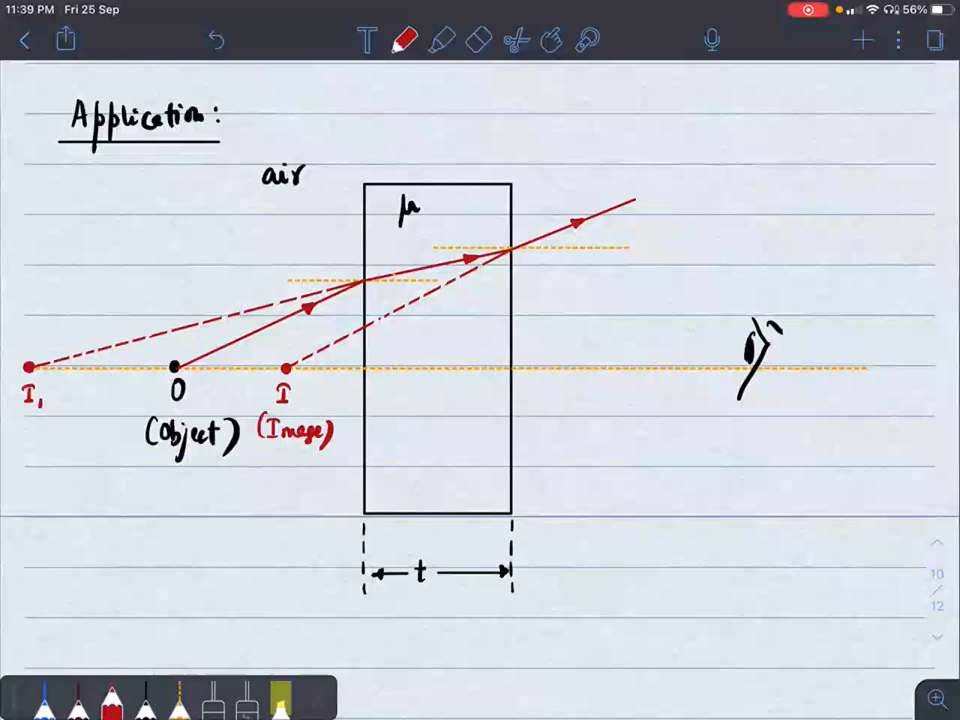 11:39 PM Fri 25 Sep
56%
T
Application:
air
μ
I₁
O
I
(Object)
(Image)
t
10
/
12